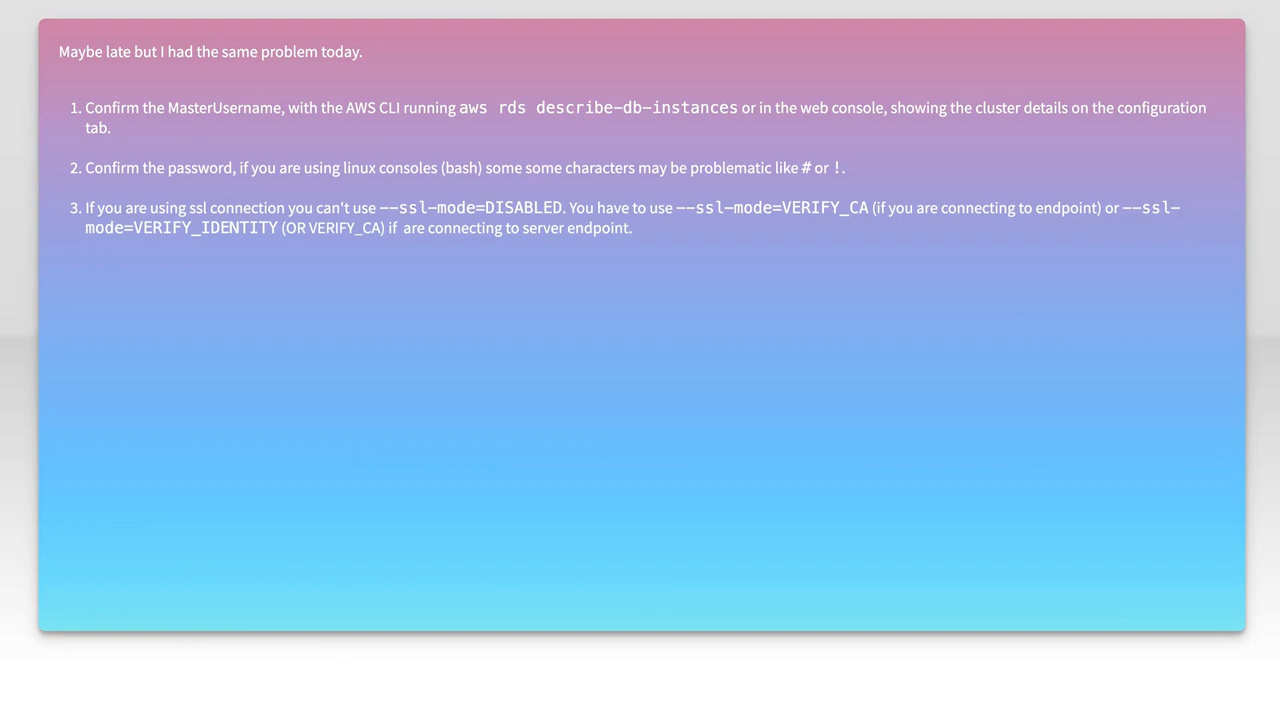 Maybe late but I had the same problem today.
1. Confirm the MasterUsername, with the AWS CLI running aws rds describe-db-instances or in the web console, showing the cluster details on the configuration
tab.
2. Confirm the password, if you are using linux consoles (bash) some some characters may be problematic like # or !.
3. If you are using ssl connection you can't use --ssl-mode=DISABLED. You have to use --ssl-mode=VERIFY_CA (if you are connecting to endpoint) or --ssl-
mode=VERIFY_IDENTITY (OR VERIFY_CA) if are connecting to server endpoint.